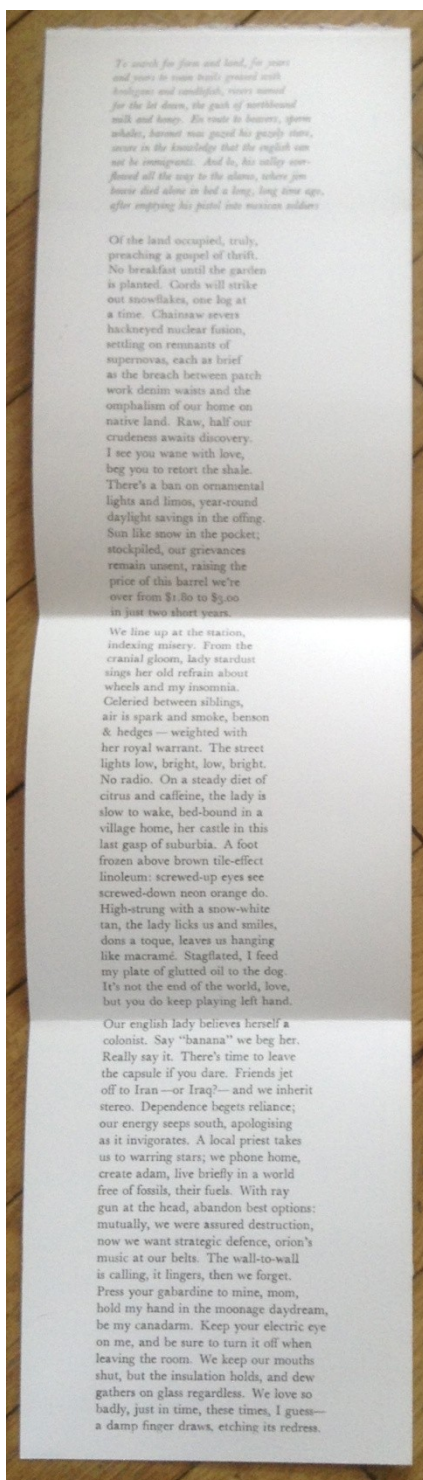 To search for form and land, for years
and years to roam trails greased with
hooligans and candlefish, rivers named
for the let down, the gush of northbound
milk and honey. En route to beavers, sperm
whales, haronet mac gazed his gazely stare,
secure in the knowledge that the english can
not be immigrants. And lo, his valley over-
flowed all the way to the alamo, where jim
bowie died alone in bed a long, long time ago,
after emptying his pistol into mexican soldiers
Of the land occupied, truly,
preaching a gospel of thrift.
No breakfast until the garden
is planted. Cords will strike
out snowflakes, one log at
a time. Chainsaw severs
hackneyed nuclear fusion,
settling on remnants of
supernovas, each as brief
as the breach between patch
work denim waists and the
omphalism of our home on
native land. Raw, half our
crudeness awaits discovery.
I see you wane with love,
beg you to retort the shale.
There's a ban on ornamental
lights and limos, year-round
daylight savings in the offing.
Sun like snow in the pocket;
stockpiled, our grievances
remain unsent, raising the
price of this barrel we're
over from $1.80 to $3.00
in just two short years.
We line up at the station,
indexing misery. From the
cranial gloom, lady stardust
sings her old refrain about
wheels and my insomnia.
Celeried between siblings,
air is spark and smoke, benson
& hedges — weighted with
her royal warrant. The street
lights low, bright, low, bright.
No radio. On a steady diet of
citrus and caffeine, the lady is
slow to wake, bed-bound in a
village home, her castle in this
last gasp of suburbia. A foot
frozen above brown tile-effect
linoleum: screwed-up eyes see
screwed-down neon orange do.
High-strung with a snow-white
tan, the lady licks us and smiles,
dons a toque, leaves us hanging
like macramé. Stagflated, I feed
my plate of glutted oil to the dog.
It's not the end of the world, love,
but you do keep playing left hand.
Our english lady believes herself a
colonist. Say "banana" we beg her.
Really say it. There's time to leave
the capsule if you dare. Friends jet
off to Iran—or Iraq?—and we inherit
stereo. Dependence begets reliance;
our energy seeps south, apologising
as it invigorates. A local priest takes
us to warring stars; we phone home,
create adam, live briefly in a world
free of fossils, their fuels. With ray
gun at the head, abandon best options:
mutually, we were assured destruction,
now we want strategic defence, orion's
music at our belts. The wall-to-wall
is calling, it lingers, then we forget.
Press your gabardine to mine, mom,
hold my hand in the moonage daydream,
be my canadarm. Keep your electric eye
on me, and be sure to turn it off when
leaving the room. We keep our mouths
shut, but the insulation holds, and dew
gathers on glass regardless. We love so
badly, just in time, these times, I guess—
a damp finger draws, etching its redress.